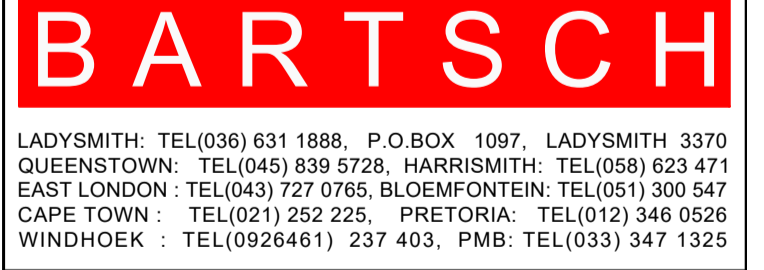 BARTSCH
LADYSMITH: TEL(036) 631 1888, P.O.BOX 1097, LADYSMITH 3370
QUEENSTOWN: TEL(045) 839 5728, HARRISMITH: TEL(058) 623 471
EAST LONDON : TEL(043) 727 0765, BLOEMFONTEIN: TEL(051) 300 547
CAPE TOWN : TEL(021) 252 225, PRETORIA: TEL(012) 346 0526
WINDHOEK : TEL(0926461) 237 403, PMB: TEL(033) 347 1325